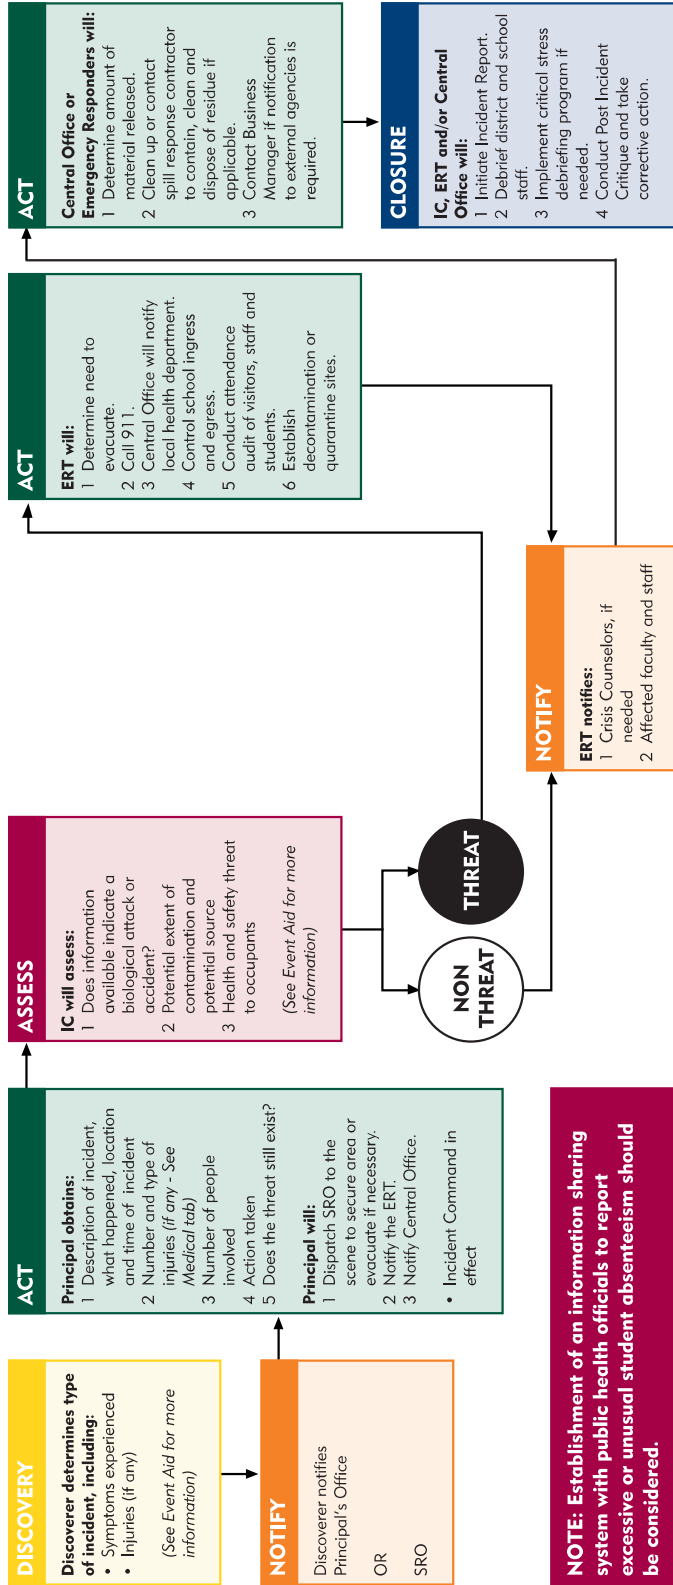 DISCOVERY
Discoverer determines type
of incident, including:
• Symptoms experienced
• Injuries (if any)
(See Event Aid for more
information)
NOTIFY
Discoverer notifies
Principal's Office
OR
SRO
ACT
Principal obtains:
1 Description of incident,
what happened, location
and time of incident
2 Number and type of
injuries (if any - See
Medical tab)
3 Number of people
involved
4 Action taken
5 Does the threat still exist?
Principal will:
1 Dispatch SRO to the
scene to secure area or
evacuate if necessary.
2 Notify the ERT.
3 Notify Central Office.
• Incident Command in
effect
ASSESS
IC will assess:
1 Does information
available indicate a
biological attack or
accident?
2 Potential extent of
contamination and
potential source
3 Health and safety threat
to occupants
(See Event Aid for more
information)
NON
THREAT
THREAT
ACT
ERT will:
1 Determine need to
evacuate.
2 Call 911.
3 Central Office will notify
local health department.
4 Control school ingress
and egress.
5 Conduct attendance
audit of visitors, staff and
students.
6 Establish
decontamination or
quarantine sites.
NOTIFY
ERT notifies:
1 Crisis Counselors, if
needed
2 Affected faculty and staff
ACT
Central Office or
Emergency Responders will:
1 Determine amount of
material released.
2 Clean up or contact
spill response contractor
to contain, clean and
dispose of residue if
applicable.
3 Contact Business
Manager if notification
to external agencies is
required.
CLOSURE
IC, ERT and/or Central
Office will:
1 Initiate Incident Report.
2 Debrief district and school
staff.
3 Implement critical stress
debriefing program if
needed.
4 Conduct Post Incident
Critique and take
corrective action.
NOTE: Establishment of an information sharing
system with public health officials to report
excessive or unusual student absenteeism should
be considered.